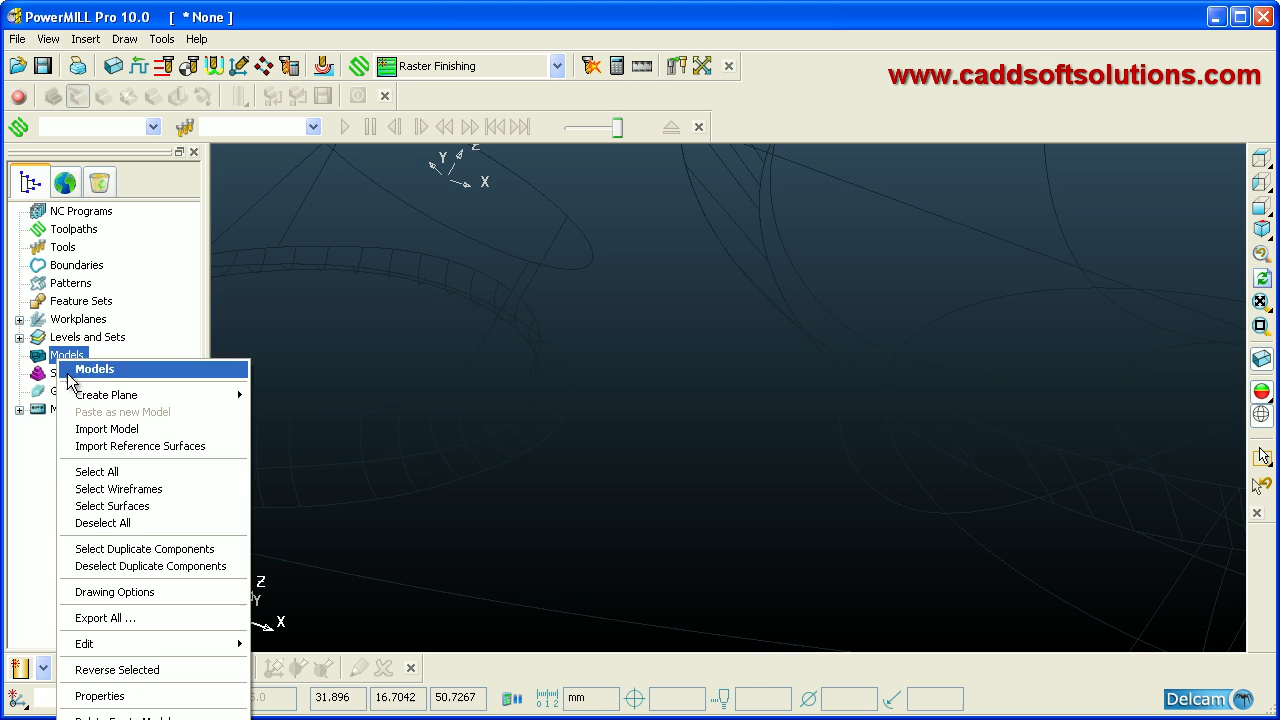 PowerMILL Pro 10.0 [ * None ]
File View Insert Draw Tools Help
Raster Finishing
www.caddsoftsolutions.com
Z
Y
X
NC Programs
Toolpaths
Tools
Boundaries
Patterns
Feature Sets
Workplanes
Levels and Sets
Models
Models
Create Plane
Paste as new Model
Import Model
Import Reference Surfaces
Select All
Select Wireframes
Select Surfaces
Deselect All
Select Duplicate Components
Deselect Duplicate Components
Drawing Options
Export All ...
Edit
Reverse Selected
Properties
Z
Y
X
31.896 16.7042 50.7267 mm
Delcam